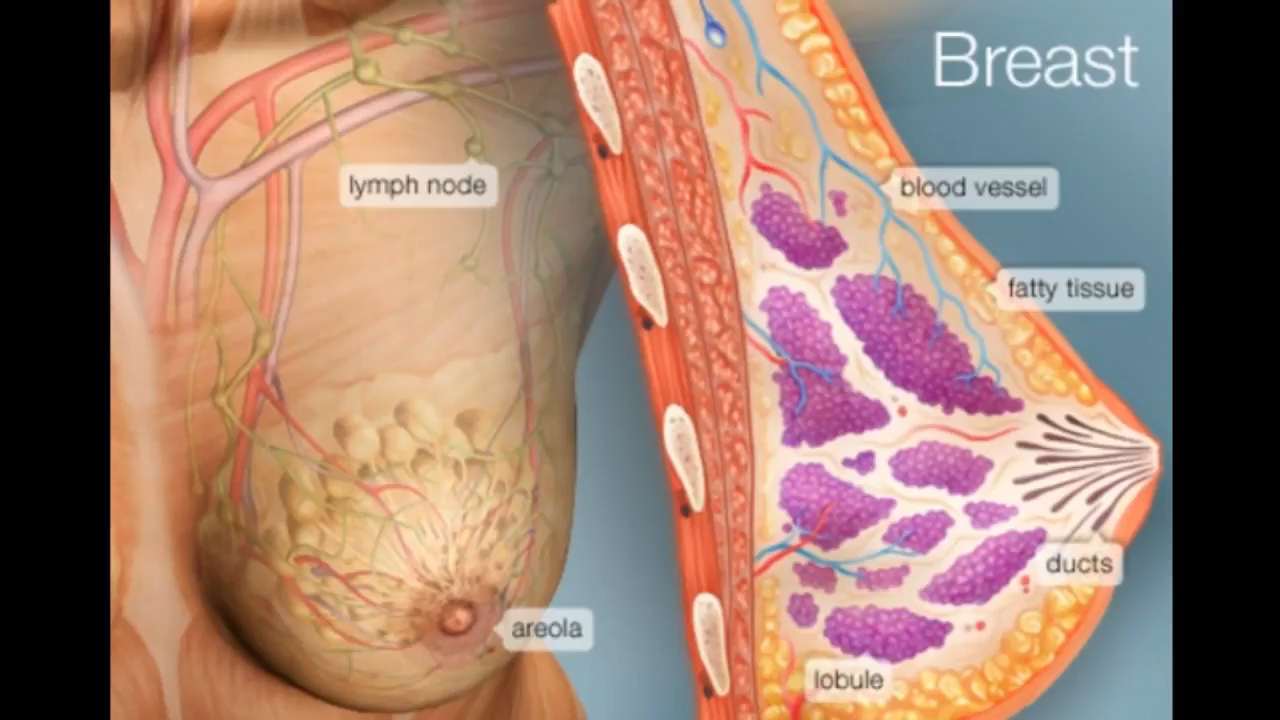 Breast
lymph node
blood vessel
fatty tissue
ducts
areola
lobule